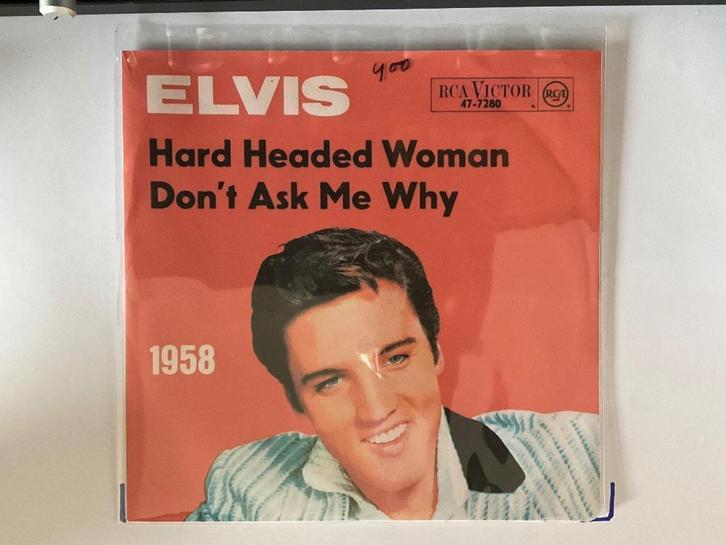 ELVIS
400
RCA VICTOR
47-7280
RCA
Hard Headed Woman
Don't Ask Me Why
1958